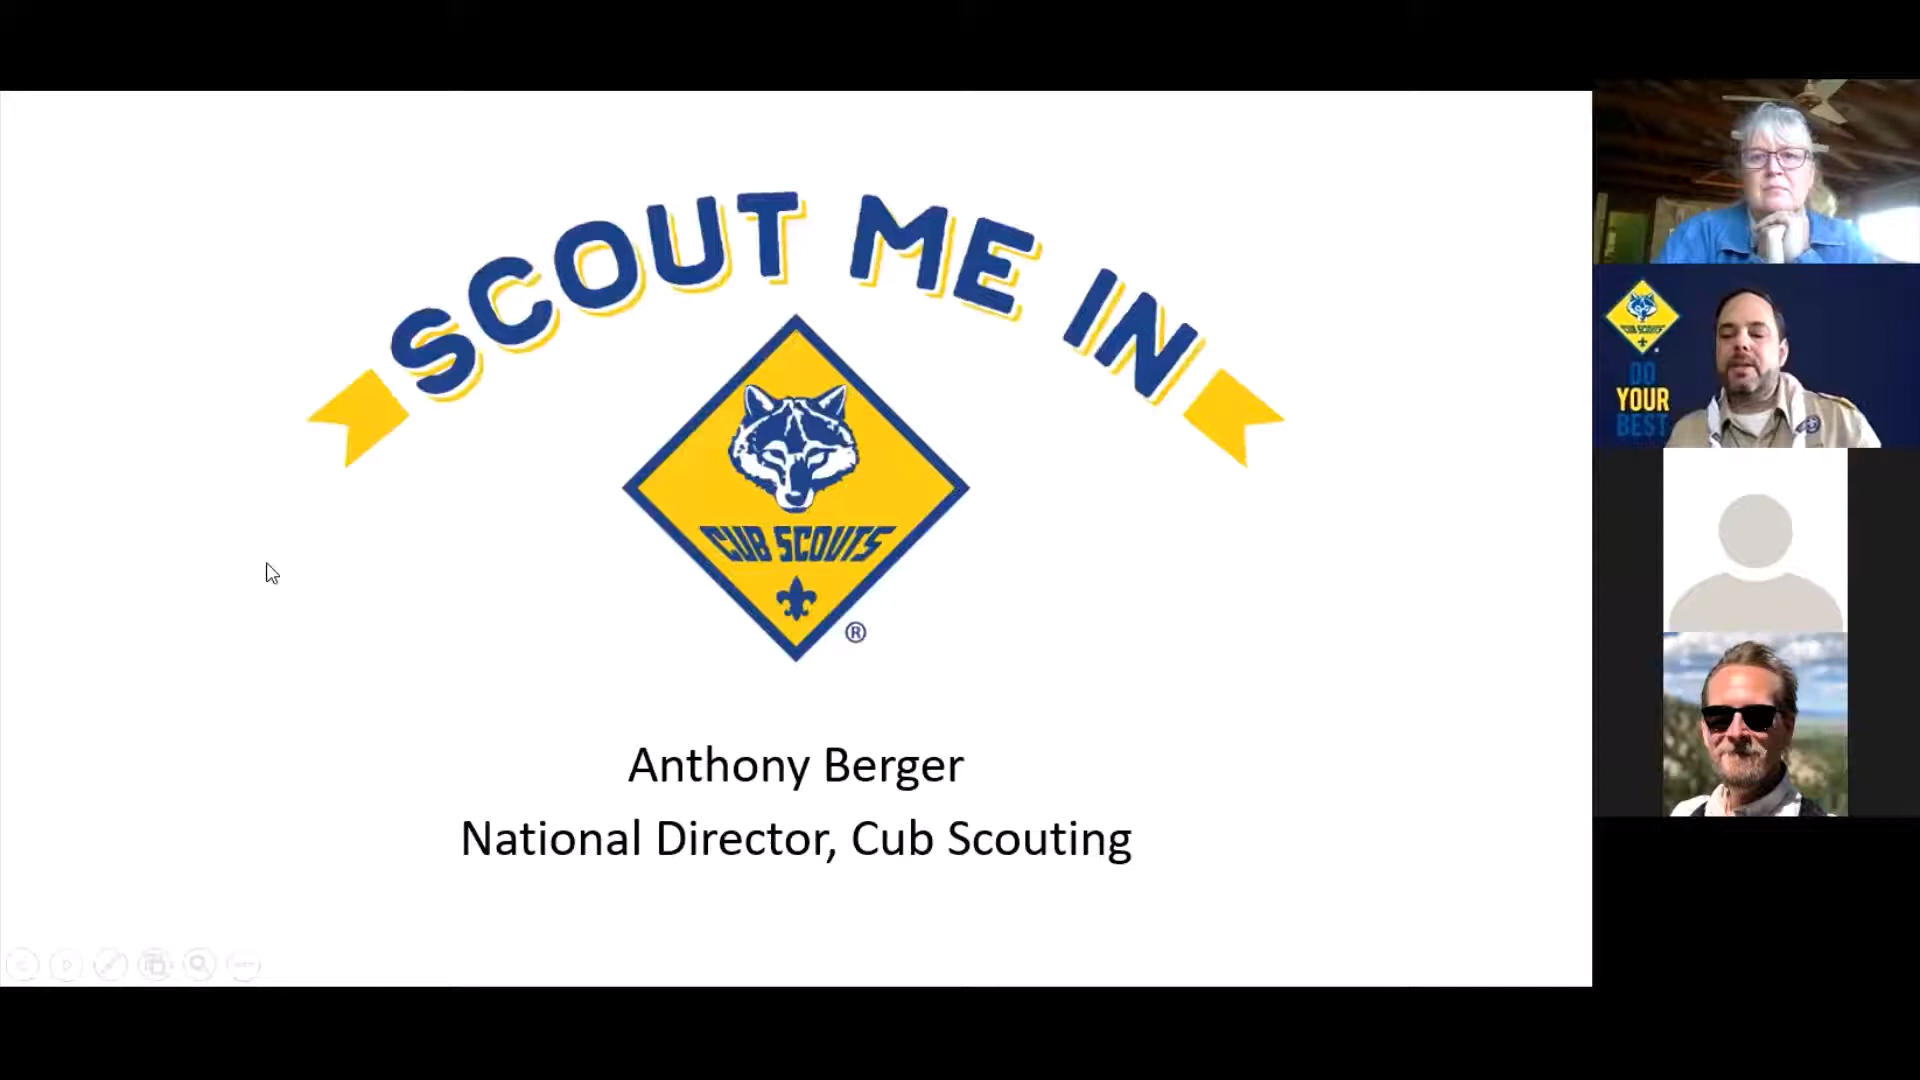 SCOUT ME IN
CUB SCOUTS
®
Anthony Berger
National Director, Cub Scouting
CUB SCOUTS
DO
YOUR
BEST